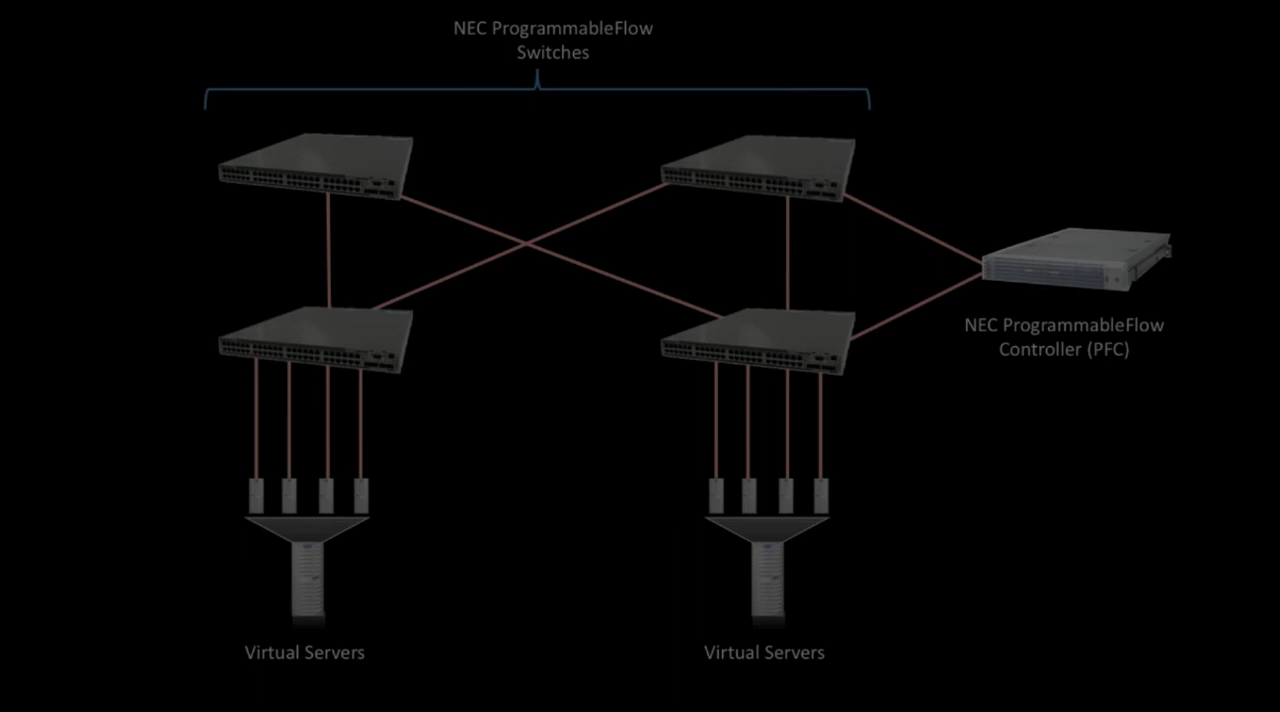 NEC ProgrammableFlow
Switches
NEC ProgrammableFlow
Controller (PFC)
Virtual Servers
Virtual Servers